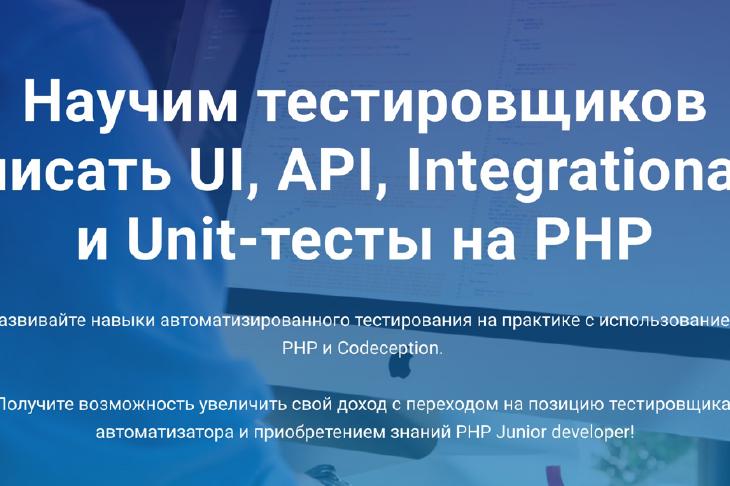 Научим тестировщиков
писать UI, API, Integrationa
и Unit-тесты на PHP
азвивайте навыки автоматизированного тестирования на практике с использование
PHP и Codeception.
Получите возможность увеличить свой доход с переходом на позицию тестировщика
автоматизатора и приобретением знаний PHP Junior developer!